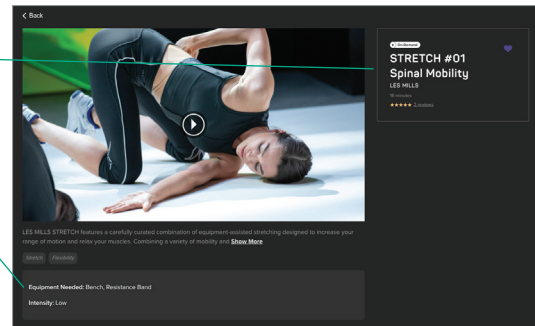 Back
On-Demand
STRETCH #01
Spinal Mobility
LES MILLS
16 minutes
2 reviews
LES MILLS STRETCH features a carefully curated combination of equipment-assisted stretching designed to increase your
range of motion and relax your muscles. Combining a variety of mobility and Show More
Stretch Flexibility
Equipment Needed: Bench, Resistance Band
Intensity: Low